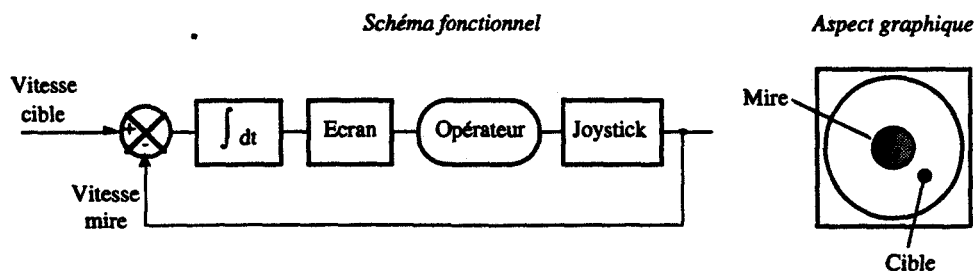 Schéma fonctionnel
Aspect graphique
Vitesse
cible
+
-
∫ dt
Ecran
Opérateur
Joystick
Vitesse
mire
Mire
Cible